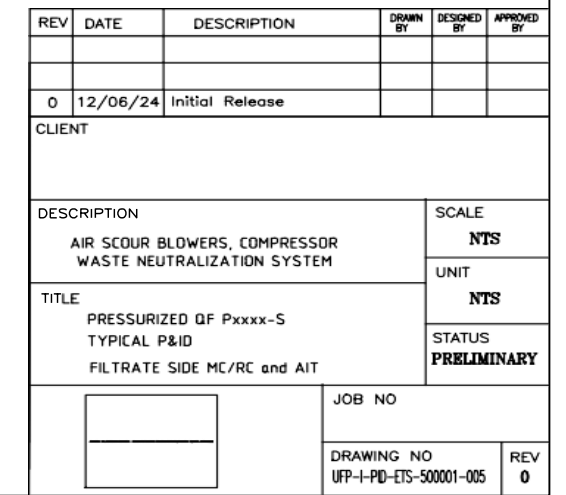 REV DATE DESCRIPTION DRAWN BY DESIGNED BY APPROVED BY
0 12/06/24 Initial Release
CLIENT
DESCRIPTION
AIR SCOUR BLOWERS, COMPRESSOR
WASTE NEUTRALIZATION SYSTEM
SCALE
NTS
UNIT
NTS
TITLE
PRESSURIZED QF Pxxxx-S
TYPICAL P&ID
FILTRATE SIDE MC/RC and AIT
STATUS
PRELIMINARY
JOB NO
DRAWING NO
UFP-I-PID-ETS-500001-005
REV
0